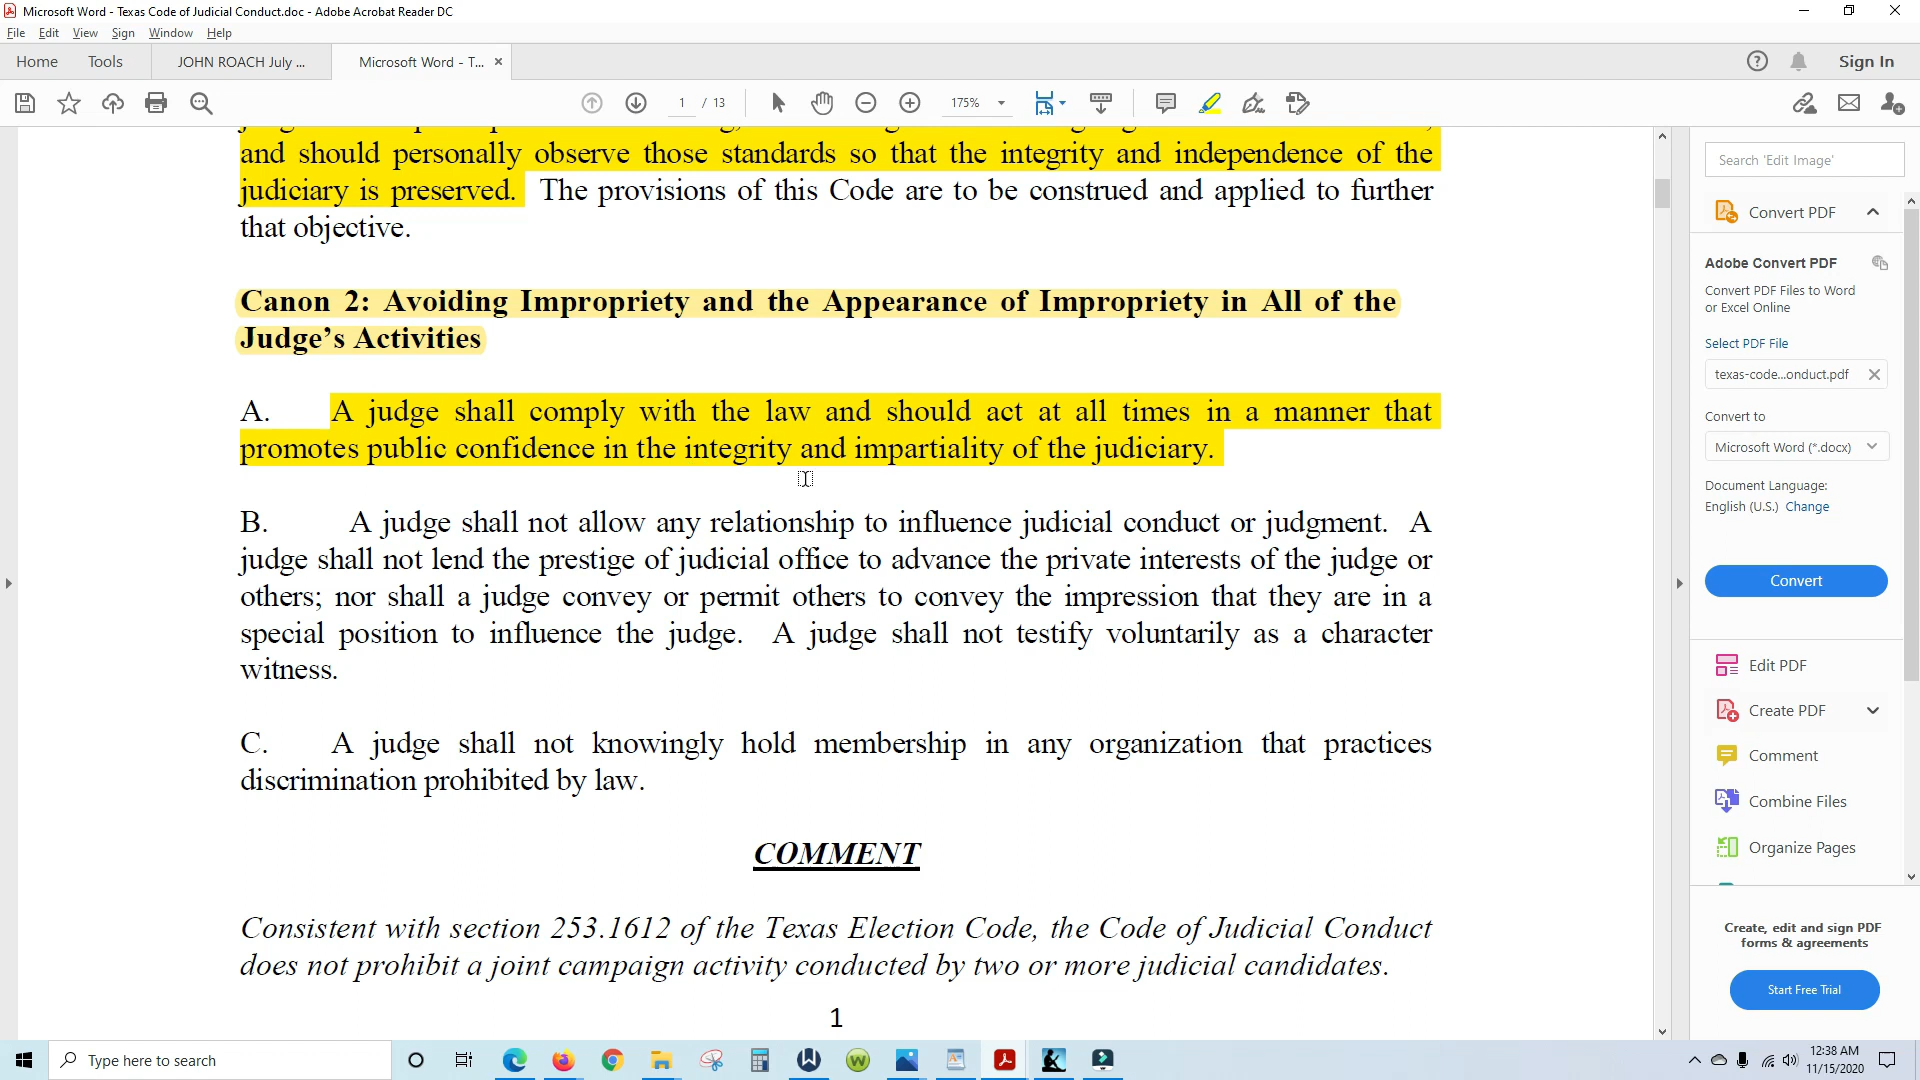 Microsoft Word - Texas Code of Judicial Conduct.doc - Adobe Acrobat Reader DC
File Edit View Sign Window Help
Home Tools JOHN ROACH July ... Microsoft Word - T... Sign In
1 / 13 175%
and should personally observe those standards so that the integrity and independence of the
judiciary is preserved. The provisions of this Code are to be construed and applied to further
that objective.
Canon 2: Avoiding Impropriety and the Appearance of Impropriety in All of the
Judge's Activities
A. A judge shall comply with the law and should act at all times in a manner that
promotes public confidence in the integrity and impartiality of the judiciary.
B. A judge shall not allow any relationship to influence judicial conduct or judgment. A
judge shall not lend the prestige of judicial office to advance the private interests of the judge or
others; nor shall a judge convey or permit others to convey the impression that they are in a
special position to influence the judge. A judge shall not testify voluntarily as a character
witness.
C. A judge shall not knowingly hold membership in any organization that practices
discrimination prohibited by law.
COMMENT
Consistent with section 253.1612 of the Texas Election Code, the Code of Judicial Conduct
does not prohibit a joint campaign activity conducted by two or more judicial candidates.
1
Search 'Edit Image'
Convert PDF
Adobe Convert PDF
Convert PDF Files to Word
or Excel Online
Select PDF File
texas-code...onduct.pdf
Convert to
Microsoft Word (*.docx)
Document Language:
English (U.S.) Change
Convert
Edit PDF
Create PDF
Comment
Combine Files
Organize Pages
Create, edit and sign PDF
forms & agreements
Start Free Trial
Type here to search
12:38 AM
11/15/2020